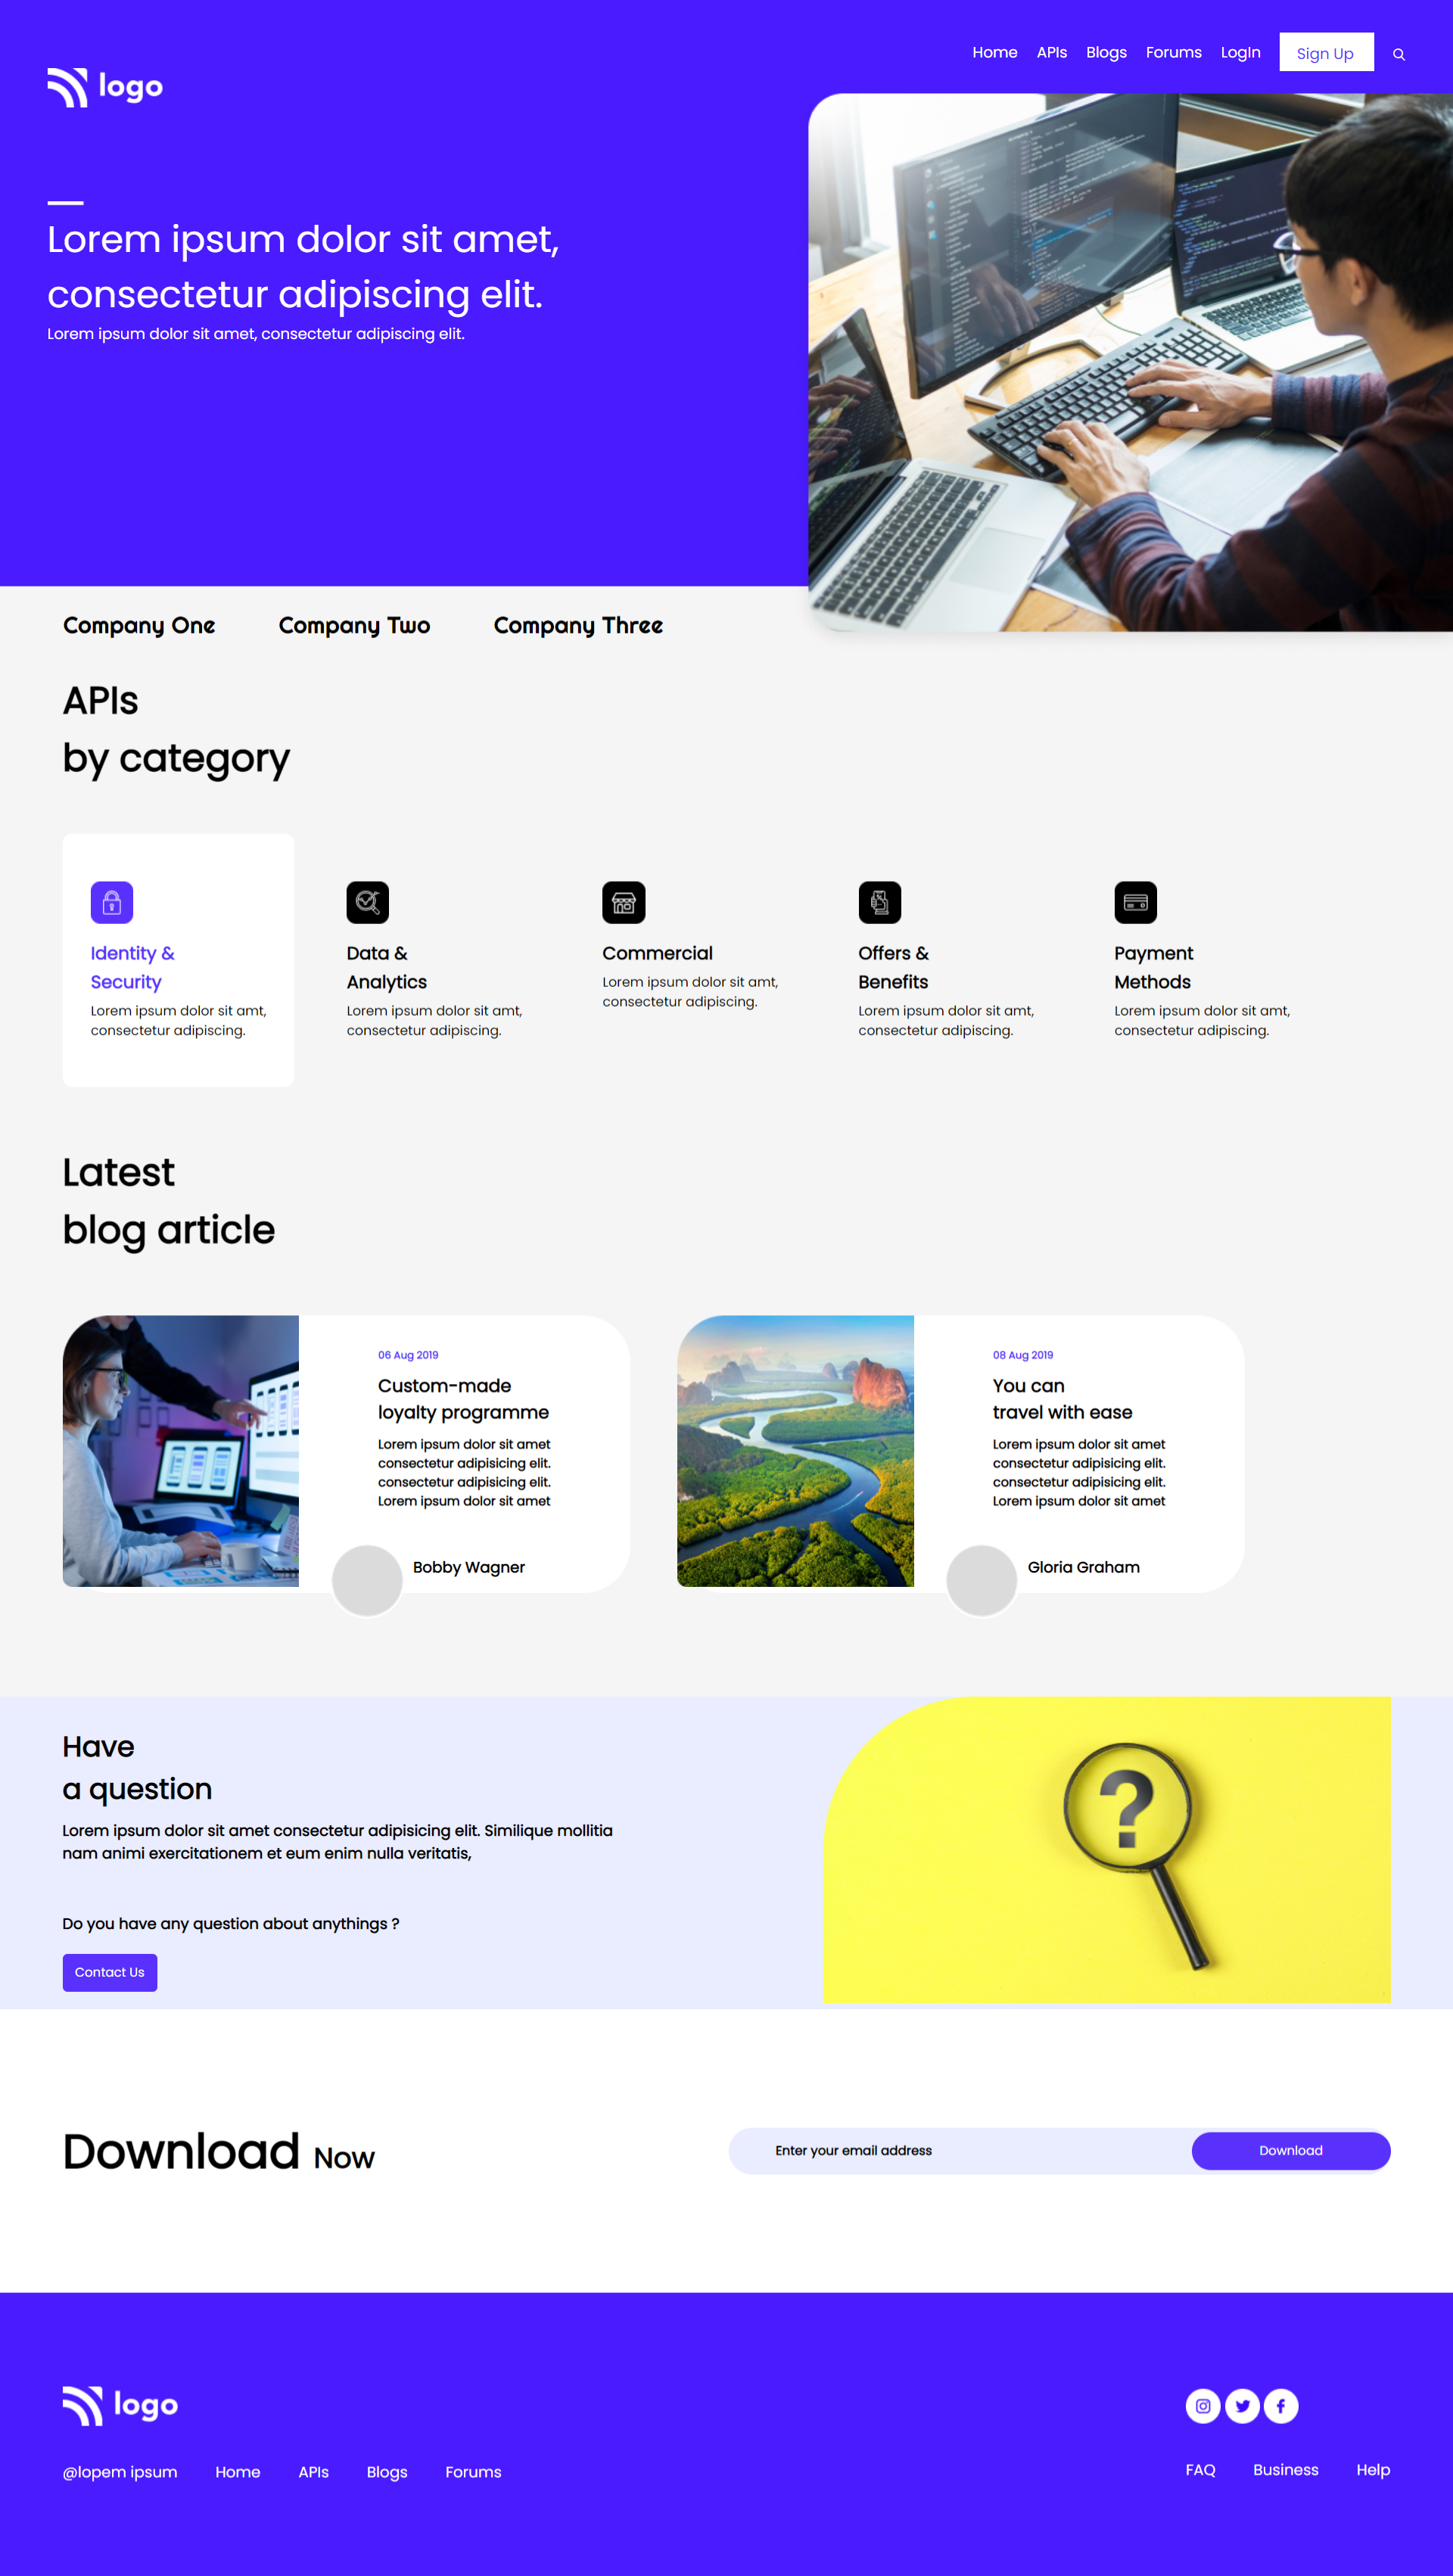 Home APIs Blogs Forums LogIn Sign Up
logo
Lorem ipsum dolor sit amet,
consectetur adipiscing elit.
Lorem ipsum dolor sit amet, consectetur adipiscing elit.
Company One Company Two Company Three
APIs
by category
Identity &
Security
Lorem ipsum dolor sit amt,
consectetur adipiscing.
Data &
Analytics
Lorem ipsum dolor sit amt,
consectetur adipiscing.
Commercial
Lorem ipsum dolor sit amt,
consectetur adipiscing.
Offers &
Benefits
Lorem ipsum dolor sit amt,
consectetur adipiscing.
Payment
Methods
Lorem ipsum dolor sit amt,
consectetur adipiscing.
Latest
blog article
06 Aug 2019
Custom-made
loyalty programme
Lorem ipsum dolor sit amet
consectetur adipisicing elit.
consectetur adipisicing elit.
Lorem ipsum dolor sit amet
Bobby Wagner
08 Aug 2019
You can
travel with ease
Lorem ipsum dolor sit amet
consectetur adipisicing elit.
consectetur adipisicing elit.
Lorem ipsum dolor sit amet
Gloria Graham
Have
a question
Lorem ipsum dolor sit amet consectetur adipisicing elit. Similique mollitia
nam animi exercitationem et eum enim nulla veritatis,
Do you have any question about anythings ?
Contact Us
?
Download Now
Enter your email address
Download
logo
@lopem ipsum Home APIs Blogs Forums
FAQ Business Help